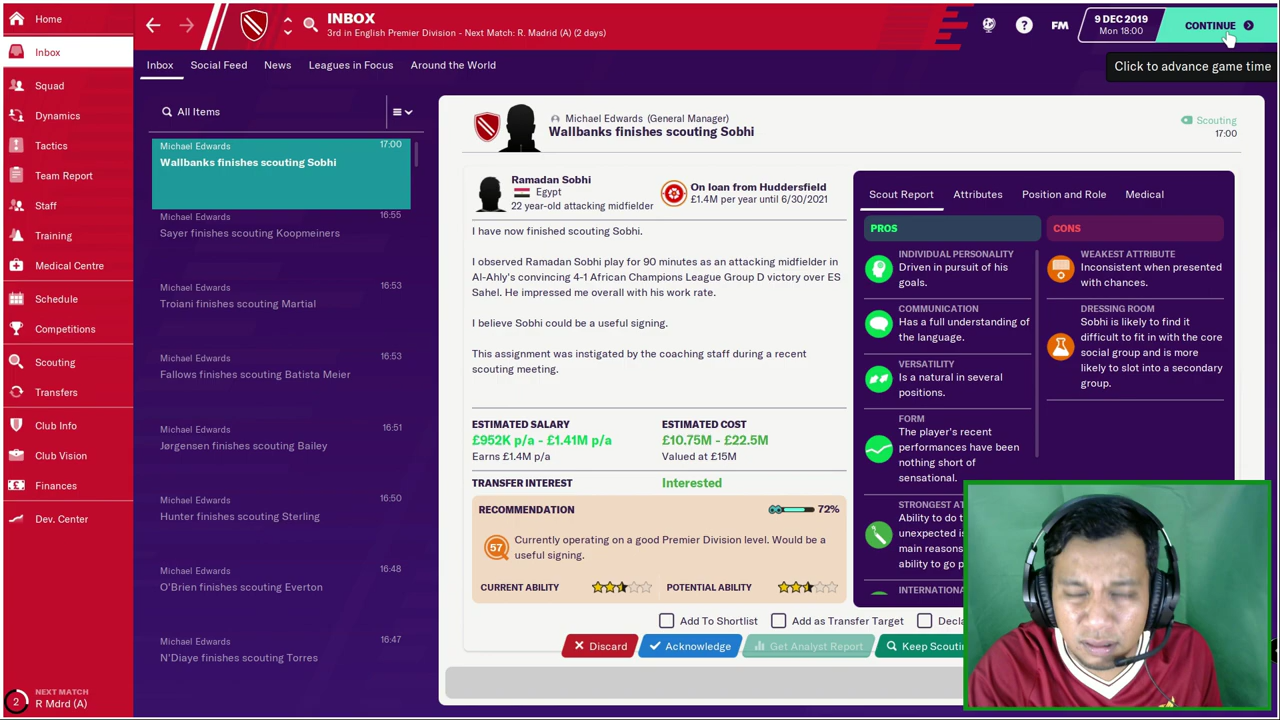 Home
INBOX
3rd in English Premier Division - Next Match: R. Madrid (A) (2 days)
FM
9 DEC 2019
Mon 18:00
CONTINUE
Click to advance game time
Inbox
Squad
Dynamics
Tactics
Team Report
Staff
Training
Medical Centre
Schedule
Competitions
Scouting
Transfers
Club Info
Club Vision
Finances
Dev. Center
2
NEXT MATCH
R Mdrd (A)
Inbox
Social Feed
News
Leagues in Focus
Around the World
All Items
Michael Edwards
17:00
Wallbanks finishes scouting Sobhi
Michael Edwards
16:55
Sayer finishes scouting Koopmeiners
Michael Edwards
16:53
Troiani finishes scouting Martial
Michael Edwards
16:53
Fallows finishes scouting Batista Meier
Michael Edwards
16:51
Jørgensen finishes scouting Bailey
Michael Edwards
16:50
Hunter finishes scouting Sterling
Michael Edwards
16:48
O'Brien finishes scouting Everton
Michael Edwards
16:47
N'Diaye finishes scouting Torres
Michael Edwards (General Manager)
Wallbanks finishes scouting Sobhi
Scouting
17:00
Ramadan Sobhi
Egypt
22 year-old attacking midfielder
On loan from Huddersfield
£1.4M per year until 6/30/2021
I have now finished scouting Sobhi.
I observed Ramadan Sobhi play for 90 minutes as an attacking midfielder in
Al-Ahly's convincing 4-1 African Champions League Group D victory over ES
Sahel. He impressed me overall with his work rate.
I believe Sobhi could be a useful signing.
This assignment was instigated by the coaching staff during a recent
scouting meeting.
ESTIMATED SALARY
£952K p/a - £1.41M p/a
Earns £1.4M p/a
ESTIMATED COST
£10.75M - £22.5M
Valued at £15M
TRANSFER INTEREST
Interested
RECOMMENDATION
72%
57
Currently operating on a good Premier Division level. Would be a
useful signing.
CURRENT ABILITY
POTENTIAL ABILITY
Scout Report
Attributes
Position and Role
Medical
PROS
INDIVIDUAL PERSONALITY
Driven in pursuit of his
goals.
COMMUNICATION
Has a full understanding of
the language.
VERSATILITY
Is a natural in several
positions.
FORM
The player's recent
performances have been
nothing short of
sensational.
STRONGEST AT
Ability to do t
unexpected is
main reasons
ability to go p
INTERNATIONA
CONS
WEAKEST ATTRIBUTE
Inconsistent when presented
with chances.
DRESSING ROOM
Sobhi is likely to find it
difficult to fit in with the core
social group and is more
likely to slot into a secondary
group.
Add To Shortlist
Add as Transfer Target
Decla
Discard
Acknowledge
Get Analyst Report
Keep Scoutin